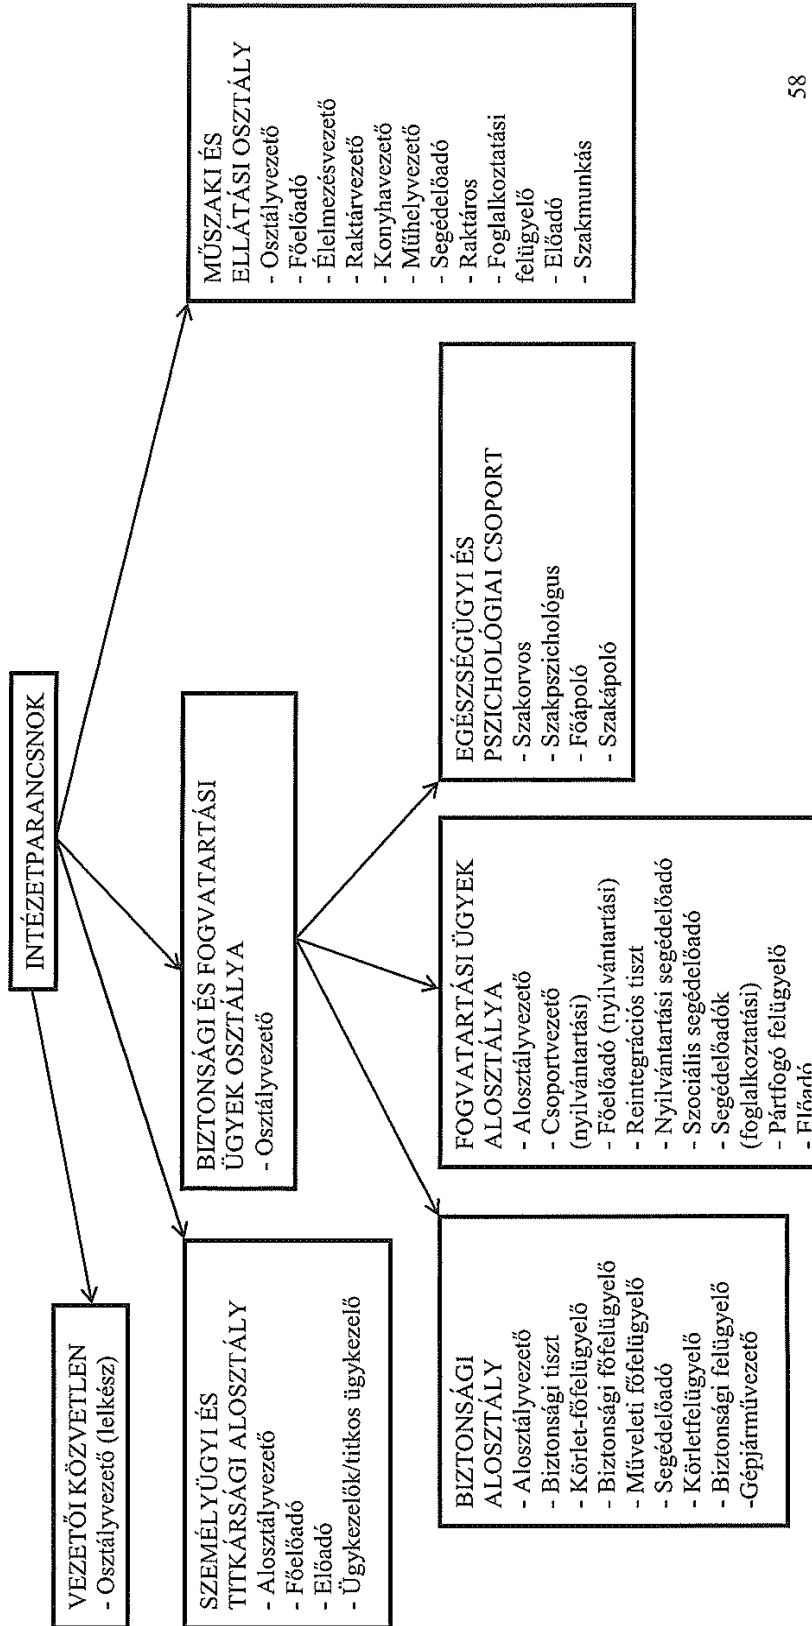 INTÉZETPARANCSNOK
VEZETŐI KÖZVETLEN
- Osztályvezető (lelkész)
SZEMÉLYÜGYI ÉS
TITKÁRSÁGI ALOSZTÁLY
- Alosztályvezető
- Főelőadó
- Előadó
- Ügykezelők/titkos ügykezelő
BIZTONSÁGI ÉS FOGVATARTÁSI
ÜGYEK OSZTÁLYA
- Osztályvezető
MŰSZAKI ÉS
ELLÁTÁSI OSZTÁLY
- Osztályvezető
- Főelőadó
- Élelmezésvezető
- Raktárvezető
- Konyhavezető
- Műhelyvezető
- Segédelőadó
- Raktáros
- Foglalkoztatási
felügyelő
- Előadó
- Szakmunkás
BIZTONSÁGI
ALOSZTÁLY
- Alosztályvezető
- Biztonsági tiszt
- Körlet-főfelügyelő
- Biztonsági főfelügyelő
- Műveleti főfelügyelő
- Segédelőadó
- Körletfelügyelő
- Biztonsági felügyelő
-Gépjárművezető
FOGVATARTÁSI ÜGYEK
ALOSZTÁLYA
- Alosztályvezető
- Csoportvezető
(nyilvántartási)
- Főelőadó (nyilvántartási)
- Reintegrációs tiszt
- Nyilvántartási segédelőadó
- Szociális segédelőadó
- Segédelőadók
(foglalkoztatási)
- Pártfogó felügyelő
- Előadó
EGÉSZSÉGÜGYI ÉS
PSZICHOLÓGIAI CSOPORT
- Szakorvos
- Szakpszichológus
- Főápoló
- Szakápoló
58